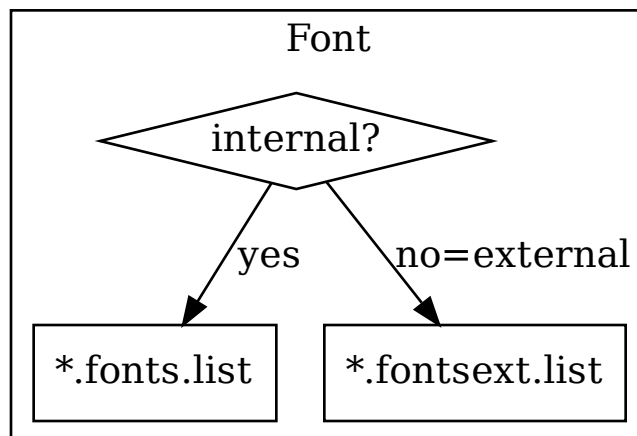 Font
internal?
yes
no=external
*.fonts.list
*.fontsext.list